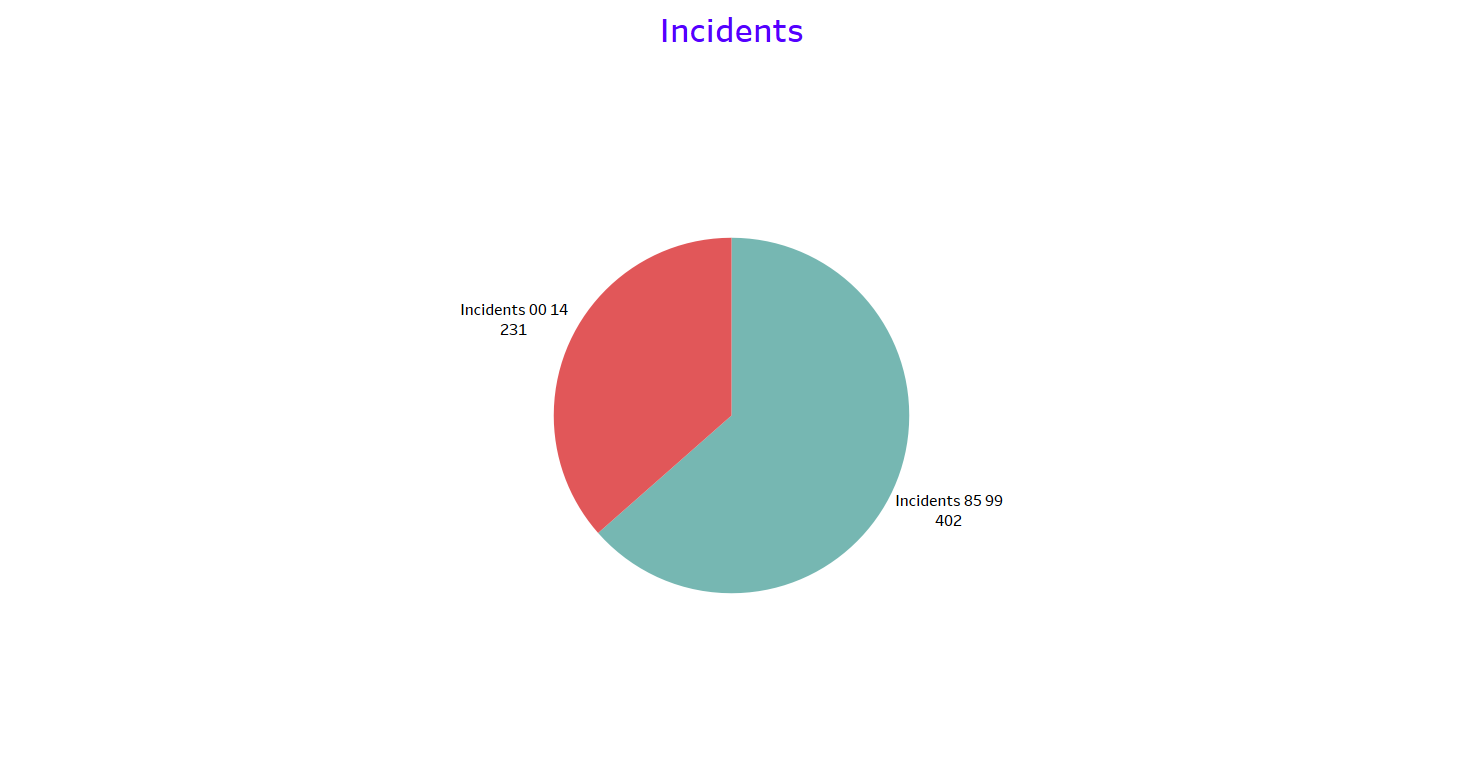 Incidents
Incidents 00 14
231
Incidents 85 99
402